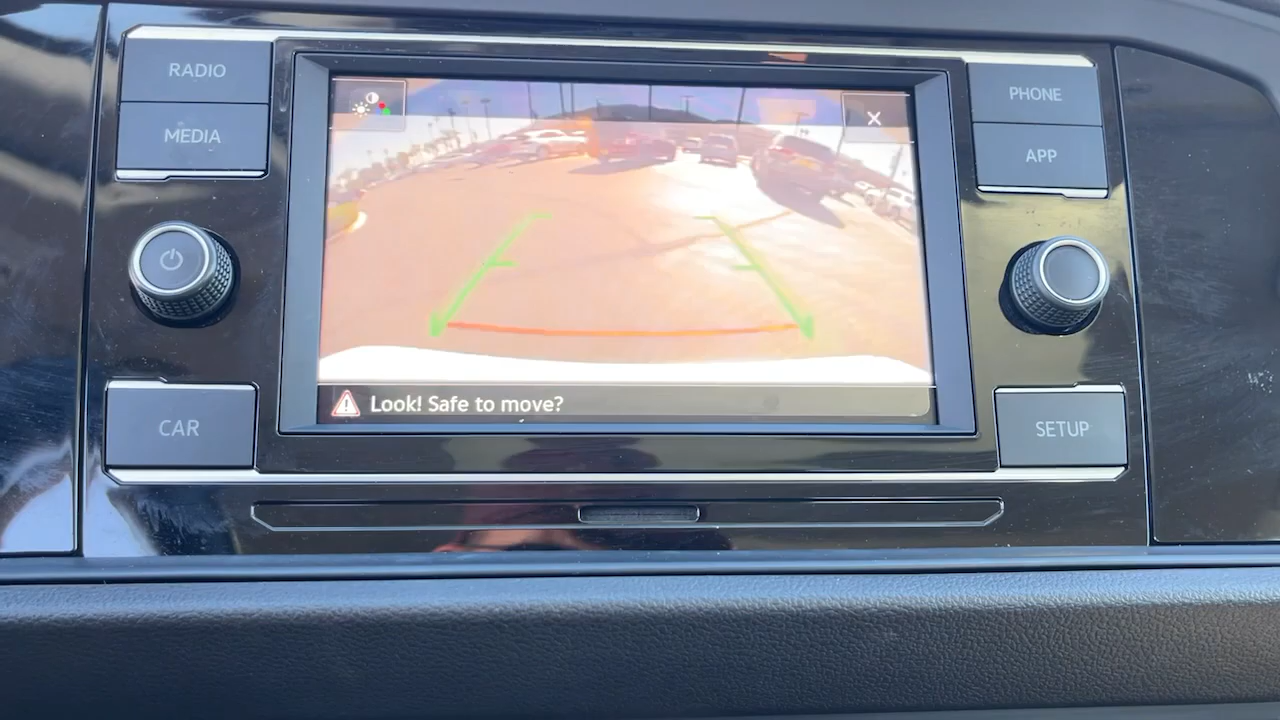 RADIO
MEDIA
PHONE
APP
CAR
SETUP
Look! Safe to move?